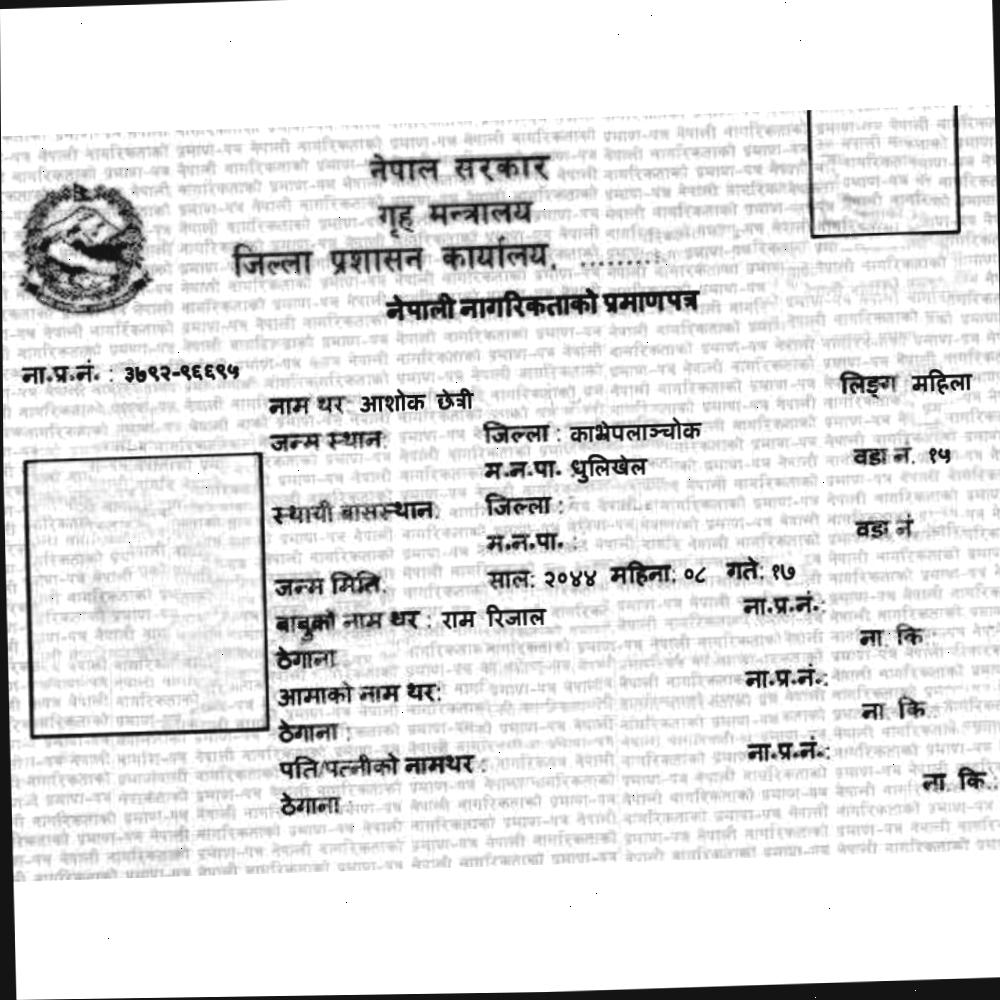 नेपाल सरकार
गृह मन्त्रालय
जिल्ला प्रशासन कार्यालय, ..........
नेपाली नागरिकताको प्रमाणपत्र
ना.प्र.नं. : ३७९२-९६६९५
लिङ्ग महिला
नाम थर: आशोक छेत्री
जन्म स्थान: जिल्ला : काभ्रेपलाञ्चोक
म.न.पा. धुलिखेल वडा नं. १५
स्थायी बासस्थान: जिल्ला :
म.न.पा. : वडा नं
जन्म मिति: साल: २०४४ महिना: ०८ गते: १७
बाबुको नाम थर : राम रिजाल ना.प्र.नं.:
ठेगाना ना. कि :
आमाको नाम थर: ना.प्र.नं.:
ठेगाना : ना कि :
पति/पत्नीको नामथर : ना.प्र.नं.:
ठेगाना : ना. कि.: